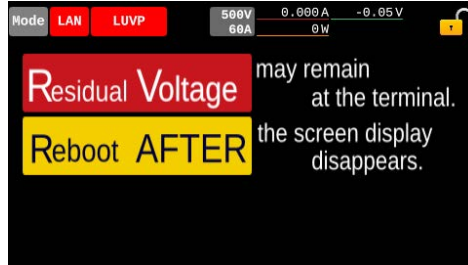 Mode LAN LUVP 500V 0.000A -0.05V
60A 0W
Residual Voltage may remain
at the terminal.
Reboot AFTER the screen display
disappears.